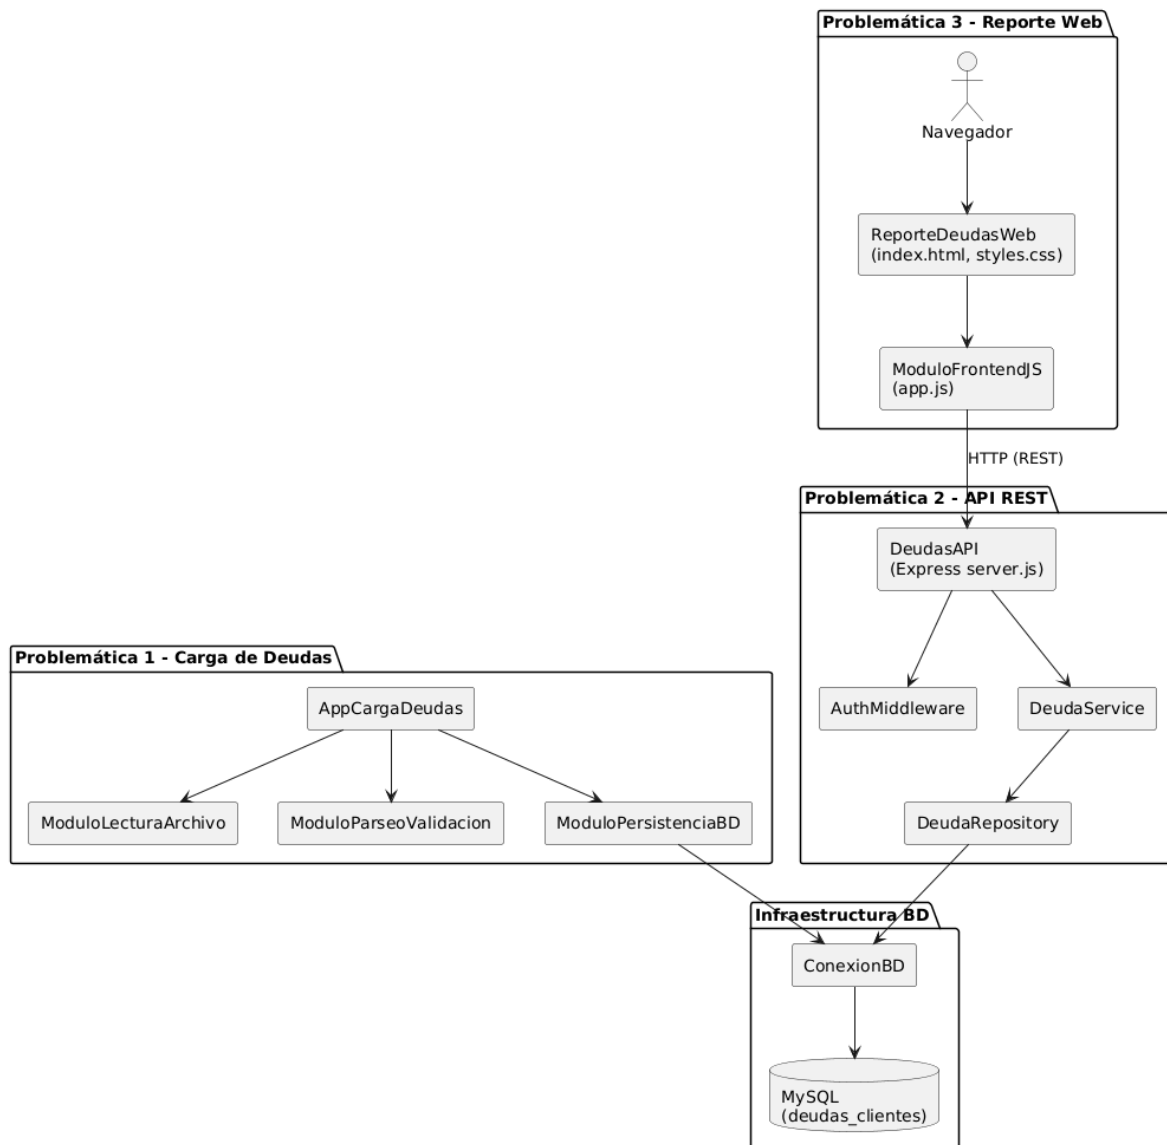 Problemática 3 - Reporte Web
Navegador
ReporteDeudasWeb
(index.html, styles.css)
ModuloFrontendJS
(app.js)
HTTP (REST)
Problemática 2 - API REST
DeudasAPI
(Express server.js)
AuthMiddleware
DeudaService
DeudaRepository
Problemática 1 - Carga de Deudas
AppCargaDeudas
ModuloLecturaArchivo
ModuloParseoValidacion
ModuloPersistenciaBD
Infraestructura BD
ConexionBD
MySQL
(deudas_clientes)